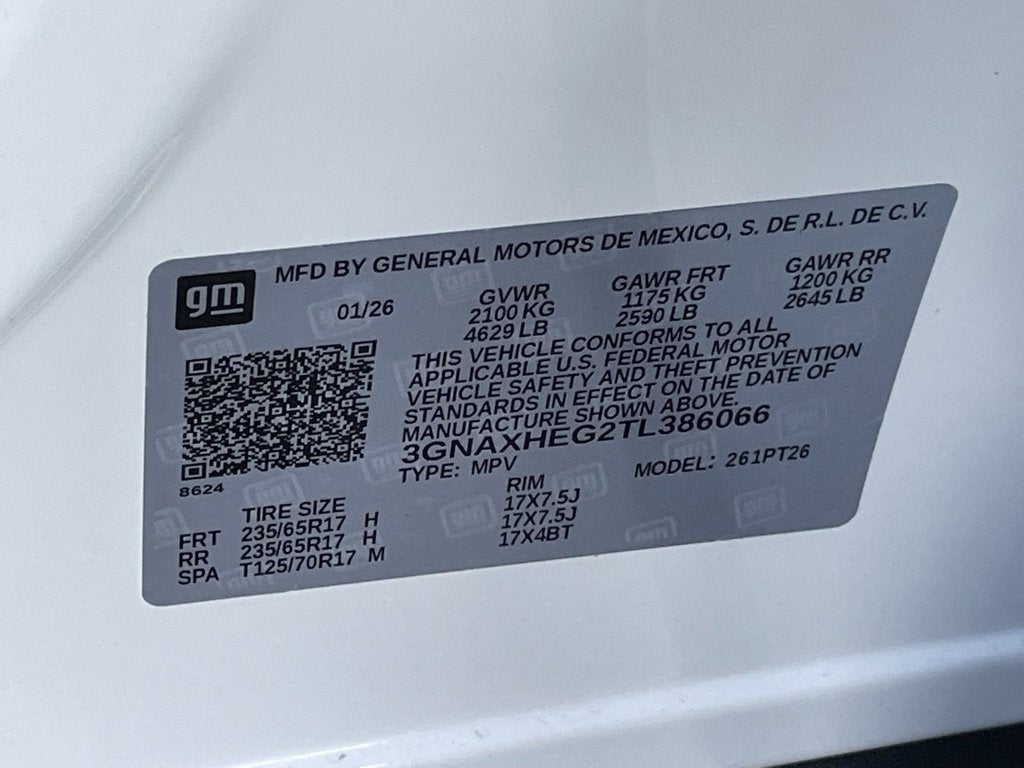 MFD BY GENERAL MOTORS DE MEXICO, S. DE R.L. DE C.V.
gm
01/26
GVWR
2100 KG
4629 LB
GAWR FRT
1175 KG
2590 LB
GAWR RR
1200 KG
2645 LB
THIS VEHICLE CONFORMS TO ALL
APPLICABLE U.S. FEDERAL MOTOR
VEHICLE SAFETY AND THEFT PREVENTION
STANDARDS IN EFFECT ON THE DATE OF
MANUFACTURE SHOWN ABOVE.
3GNAXHEG2TL386066
TYPE: MPV MODEL: 261PT26
8624
TIRE SIZE RIM
FRT 235/65R17 H 17X7.5J
RR 235/65R17 H 17X7.5J
SPA T125/70R17 M 17X4BT